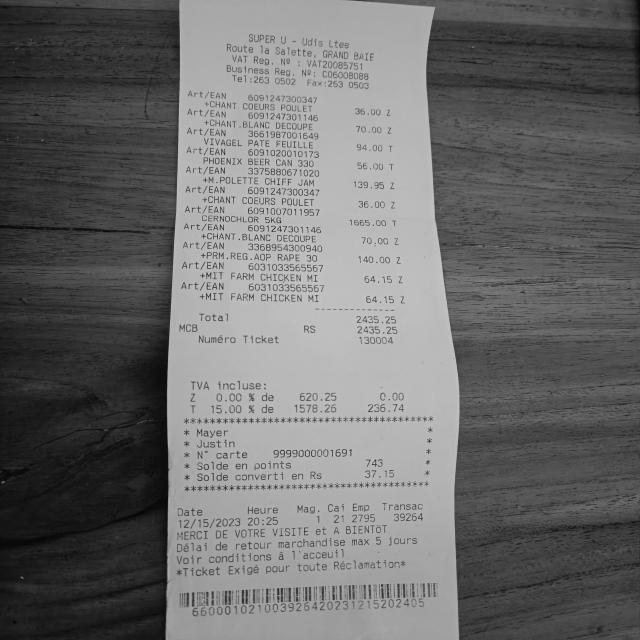 SUPER U - Udis Ltee
Route la Salette, GRAND BAIE
VAT Reg. Nº : VAT20085751
Business Reg. Nº: C06008088
Tel:263 0502 Fax:263 0503
Art/EAN 6091247300347
+CHANT COEURS POULET 36.00 Z
Art/EAN 6091247301146
+CHANT.BLANC DECOUPE 70.00 Z
Art/EAN 3661987001649
VIVAGEL PATE FEUILLE 94.00 T
Art/EAN 6091020010173
PHOENIX BEER CAN 330 56.00 T
Art/EAN 3375880671020
+M.POLETTE CHIFF JAM 139.95 Z
Art/EAN 6091247300347
+CHANT COEURS POULET 36.00 Z
Art/EAN 6091007011957
CERNOCHLOR 5KG 1665.00 T
Art/EAN 6091247301146
+CHANT.BLANC DECOUPE 70.00 Z
Art/EAN 3368954300940
+PRM.REG.AOP RAPE 30 140.00 Z
Art/EAN 6031033565567
+MIT FARM CHICKEN MI 64.15 Z
Art/EAN 6031033565567
+MIT FARM CHICKEN MI 64.15 Z
--------------
Total 2435.25
MCB RS 2435.25
Numéro Ticket 130004
TVA incluse:
Z 0.00 % de 620.25 0.00
T 15.00 % de 1578.26 236.74
****************************************
* Mayer *
* Justin *
* N° carte 9999000001691 *
* Solde en points 743 *
* Solde converti en Rs 37.15 *
****************************************
Date Heure Mag. Cai Emp Transac
12/15/2023 20:25 1 21 2795 39264
MERCI DE VOTRE VISITE et A BIENTOT
Délai de retour marchandise max 5 jours
Voir conditions à l'acceuil
*Ticket Exigé pour toute Réclamation*
66000102100392642023121520​2405